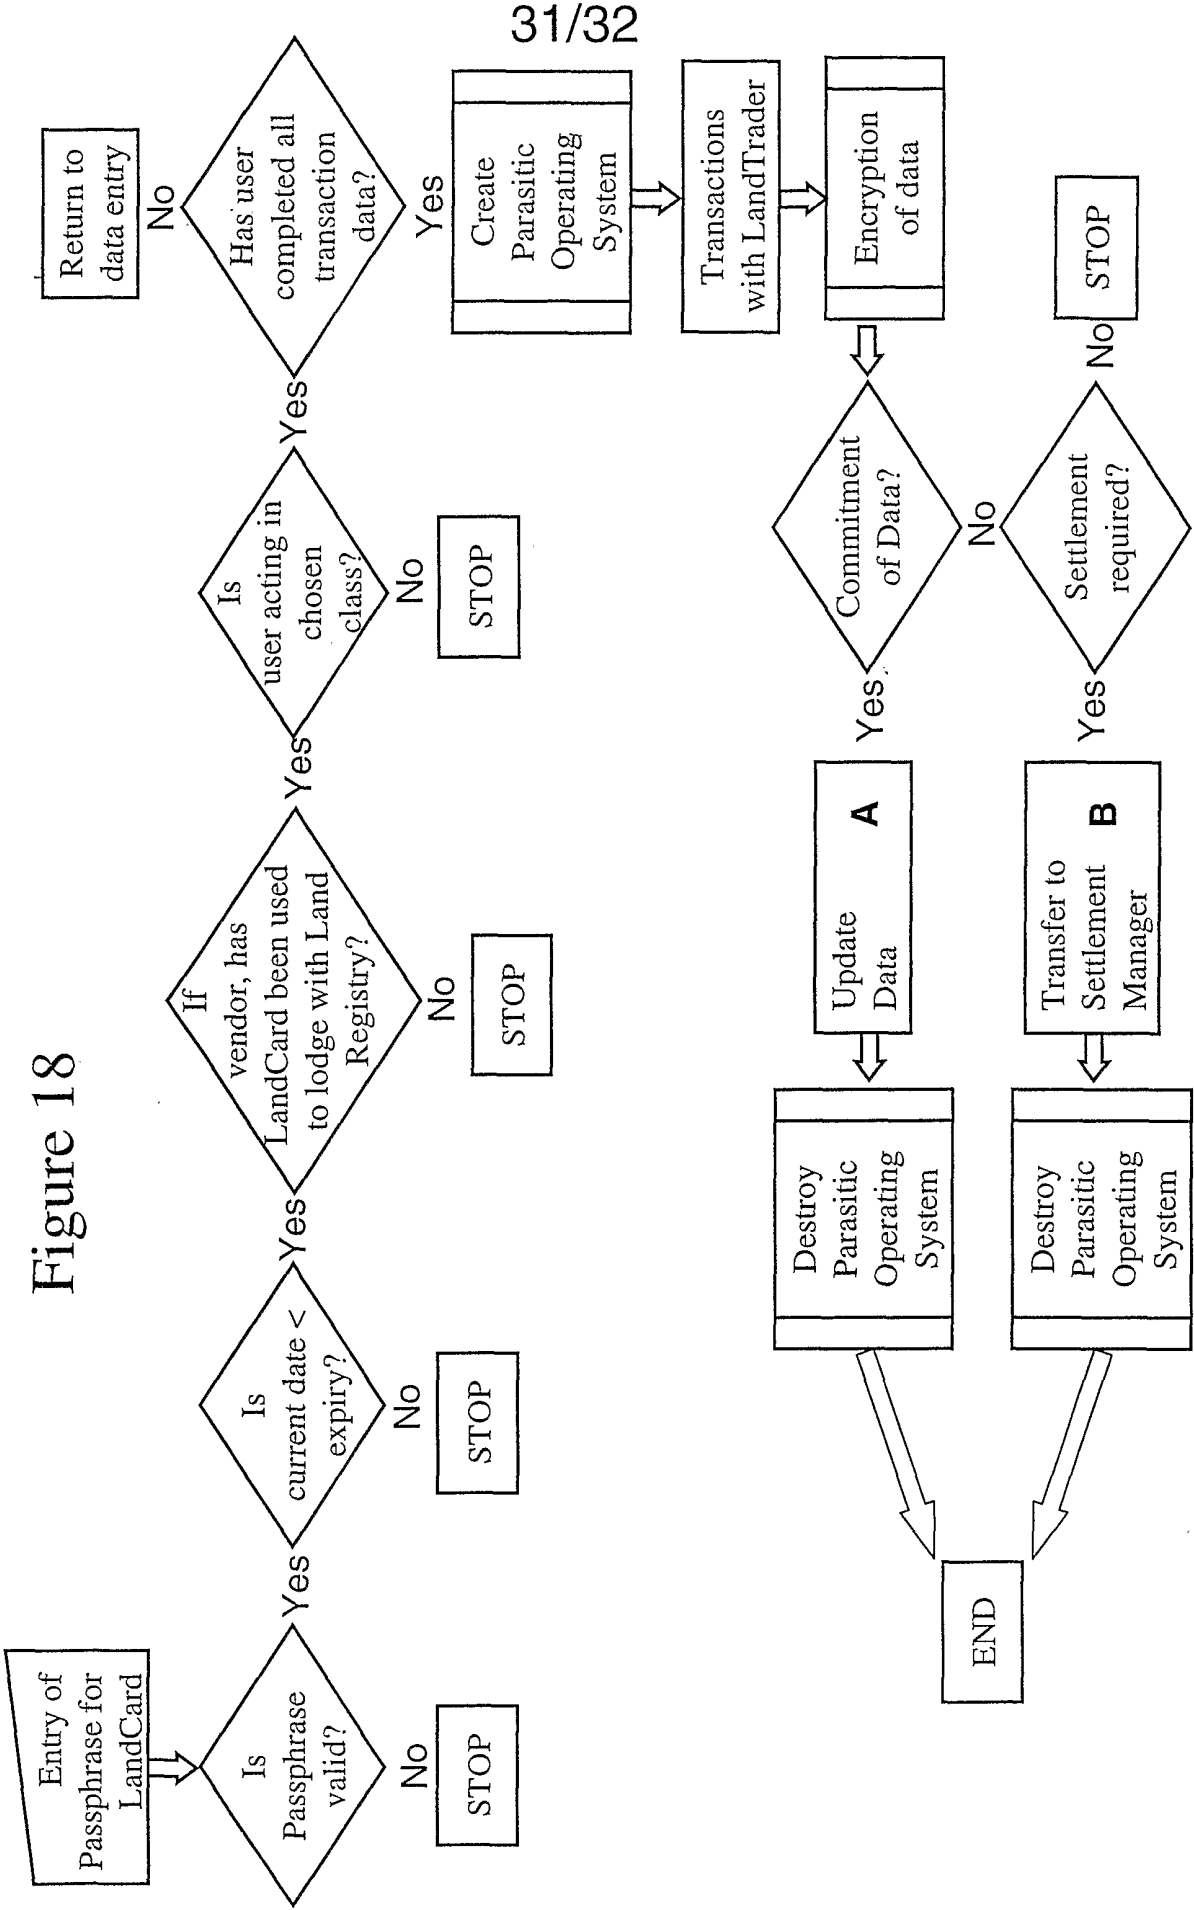 31/32
Figure 18
Entry of
Passphrase for
LandCard
Is
Passphrase
valid?
No
STOP
Yes
Is
current date <
expiry?
No
STOP
Yes
If
vendor, has
LandCard been used
to lodge with Land
Registry?
No
STOP
Yes
Is
user acting in
chosen
class?
No
STOP
Yes
Has user
completed all
transaction
data?
No
Return to
data entry
Yes
Create
Parasitic
Operating
System
Transactions
with LandTrader
Encryption
of data
Commitment
of Data?
Yes
Update
Data
A
Destroy
Parasitic
Operating
System
No
Settlement
required?
No
STOP
Yes
Transfer to
Settlement
Manager
B
Destroy
Parasitic
Operating
System
END